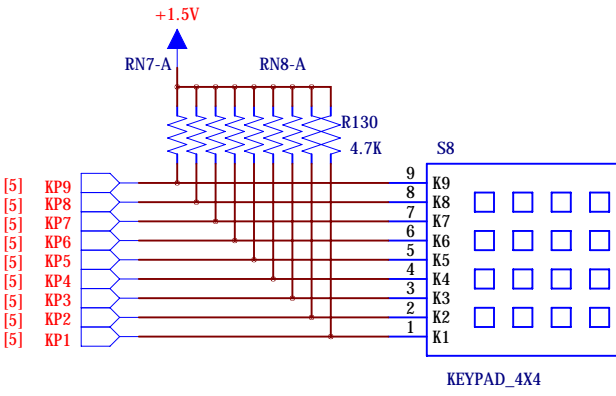 +1.5V
RN7-A RN8-A
R130
4.7K S8
[5] KP9 9 K9
[5] KP8 8 K8
[5] KP7 7 K7
[5] KP6 6 K6
[5] KP5 5 K5
[5] KP4 4 K4
[5] KP3 3 K3
[5] KP2 2 K2
[5] KP1 1 K1
KEYPAD_4X4